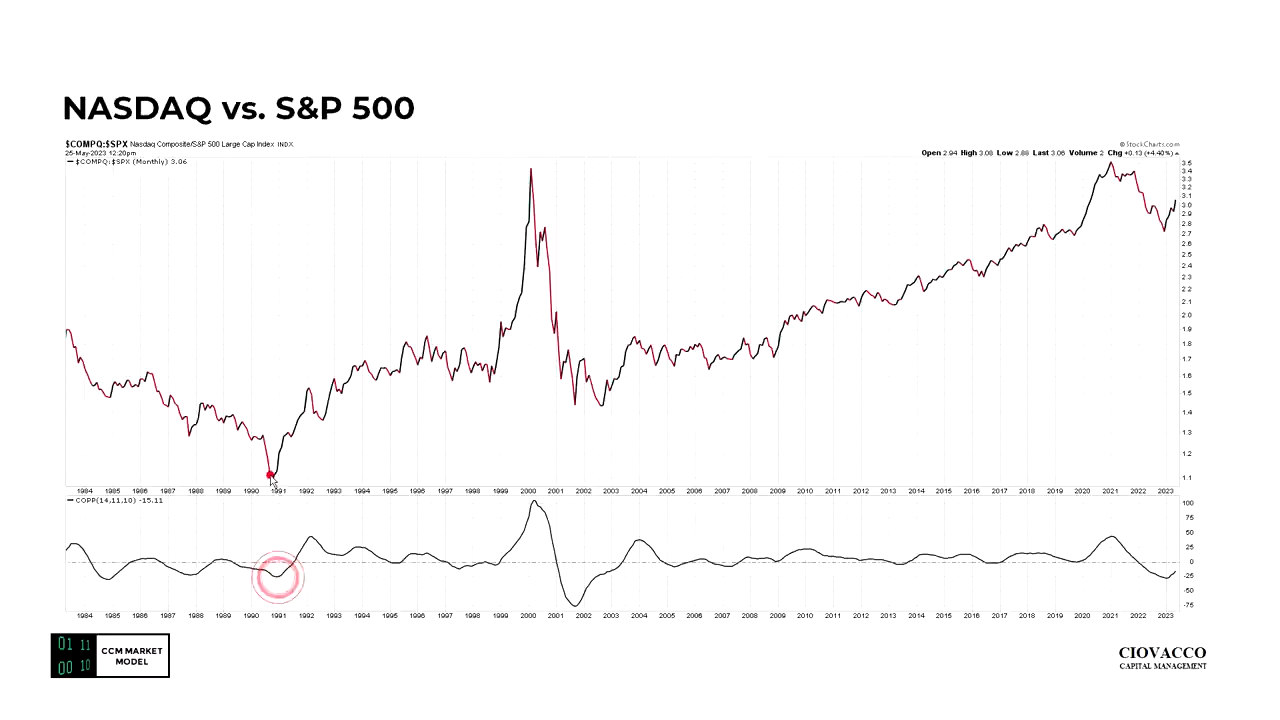 NASDAQ vs. S&P 500
$COMPQ:$SPX Nasdaq Composite/S&P 500 Large Cap Index INDX
© StockCharts.com
25-May-2023 12:20pm
Open 2.94 High 3.08 Low 2.88 Last 3.06 Volume 2 Chg +0.13 (+4.40%)
$COMPQ:$SPX (Monthly) 3.06
3.5
3.4
3.3
3.2
3.1
3.0
2.9
2.8
2.7
2.6
2.5
2.4
2.3
2.2
2.1
2.0
1.9
1.8
1.7
1.6
1.5
1.4
1.3
1.2
1.1
1984 1985 1986 1987 1988 1989 1990 1991 1992 1993 1994 1995 1996 1997 1998 1999 2000 2001 2002 2003 2004 2005 2006 2007 2008 2009 2010 2011 2012 2013 2014 2015 2016 2017 2018 2019 2020 2021 2022 2023
COPP(14,11,10) -15.11
100
75
50
25
0
-25
-50
-75
1984 1985 1986 1987 1988 1989 1990 1991 1992 1993 1994 1995 1996 1997 1998 1999 2000 2001 2002 2003 2004 2005 2006 2007 2008 2009 2010 2011 2012 2013 2014 2015 2016 2017 2018 2019 2020 2021 2022 2023
01 11
00 10
CCM MARKET
MODEL
CIOVACCO
CAPITAL MANAGEMENT